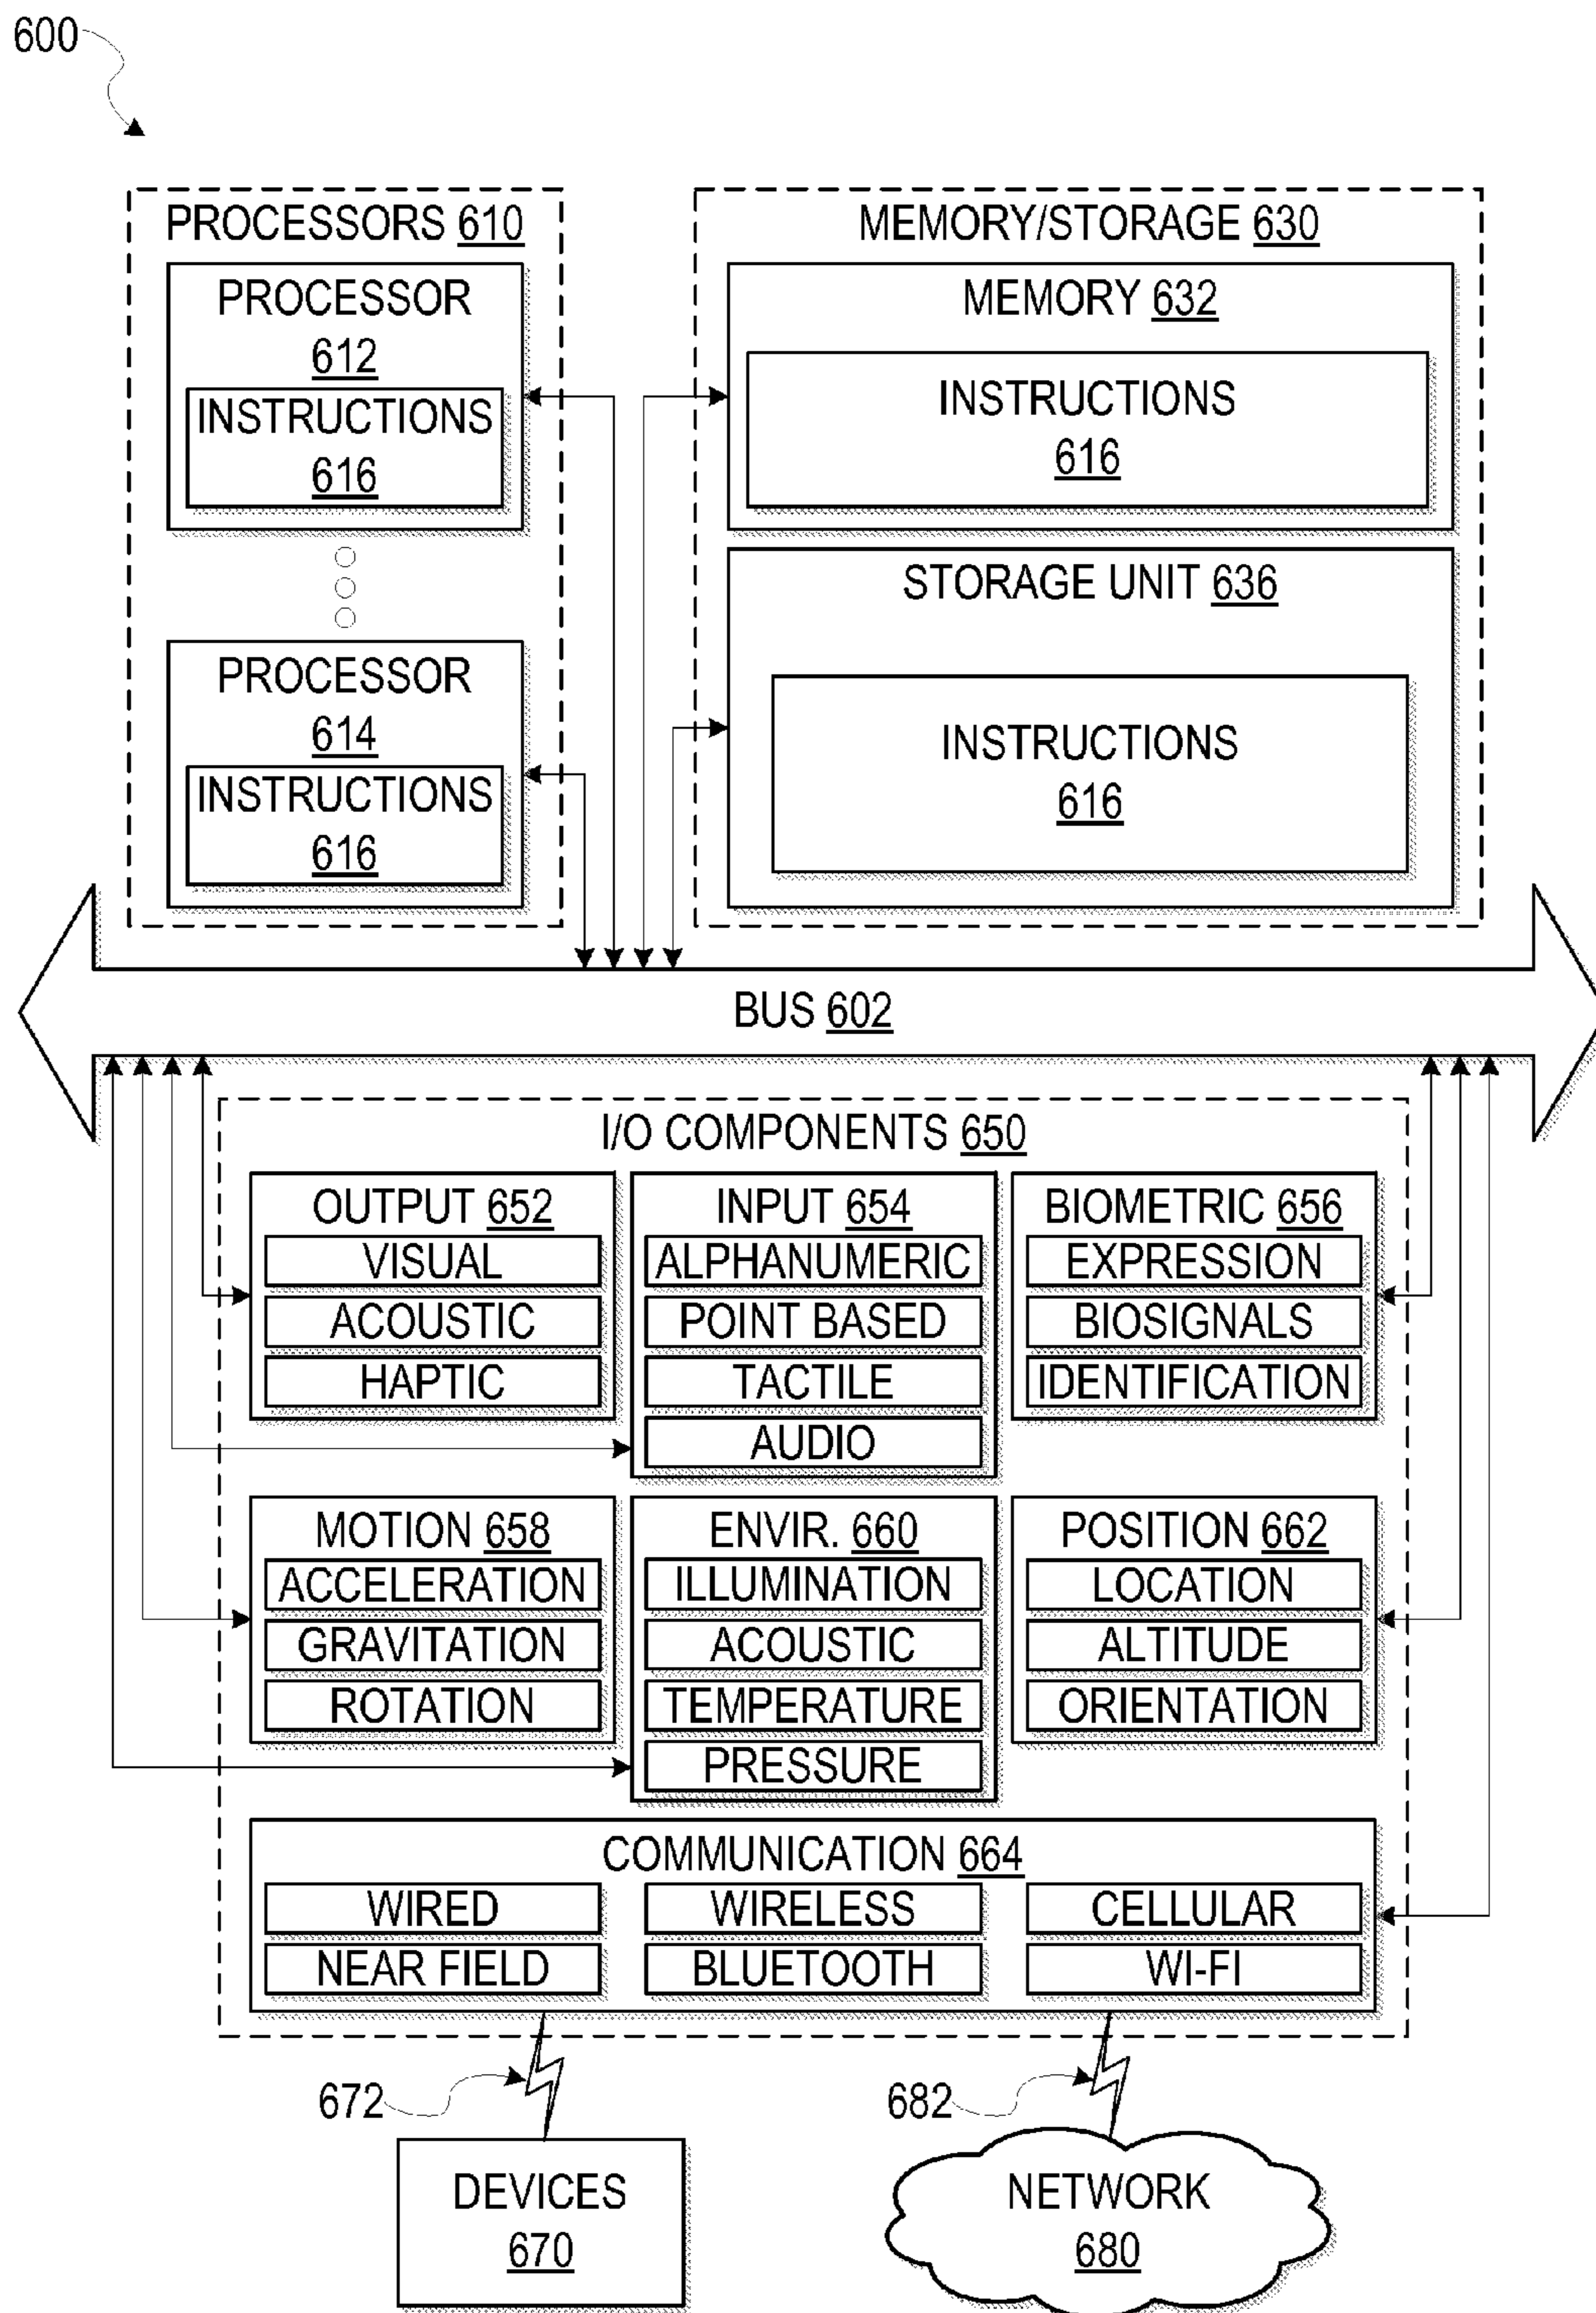 600
PROCESSORS 610
PROCESSOR
612
INSTRUCTIONS
616
PROCESSOR
614
INSTRUCTIONS
616
MEMORY/STORAGE 630
MEMORY 632
INSTRUCTIONS
616
STORAGE UNIT 636
INSTRUCTIONS
616
BUS 602
I/O COMPONENTS 650
OUTPUT 652
VISUAL
ACOUSTIC
HAPTIC
INPUT 654
ALPHANUMERIC
POINT BASED
TACTILE
AUDIO
BIOMETRIC 656
EXPRESSION
BIOSIGNALS
IDENTIFICATION
MOTION 658
ACCELERATION
GRAVITATION
ROTATION
ENVIR. 660
ILLUMINATION
ACOUSTIC
TEMPERATURE
PRESSURE
POSITION 662
LOCATION
ALTITUDE
ORIENTATION
COMMUNICATION 664
WIRED
WIRELESS
CELLULAR
NEAR FIELD
BLUETOOTH
WI-FI
672
682
DEVICES
670
NETWORK
680